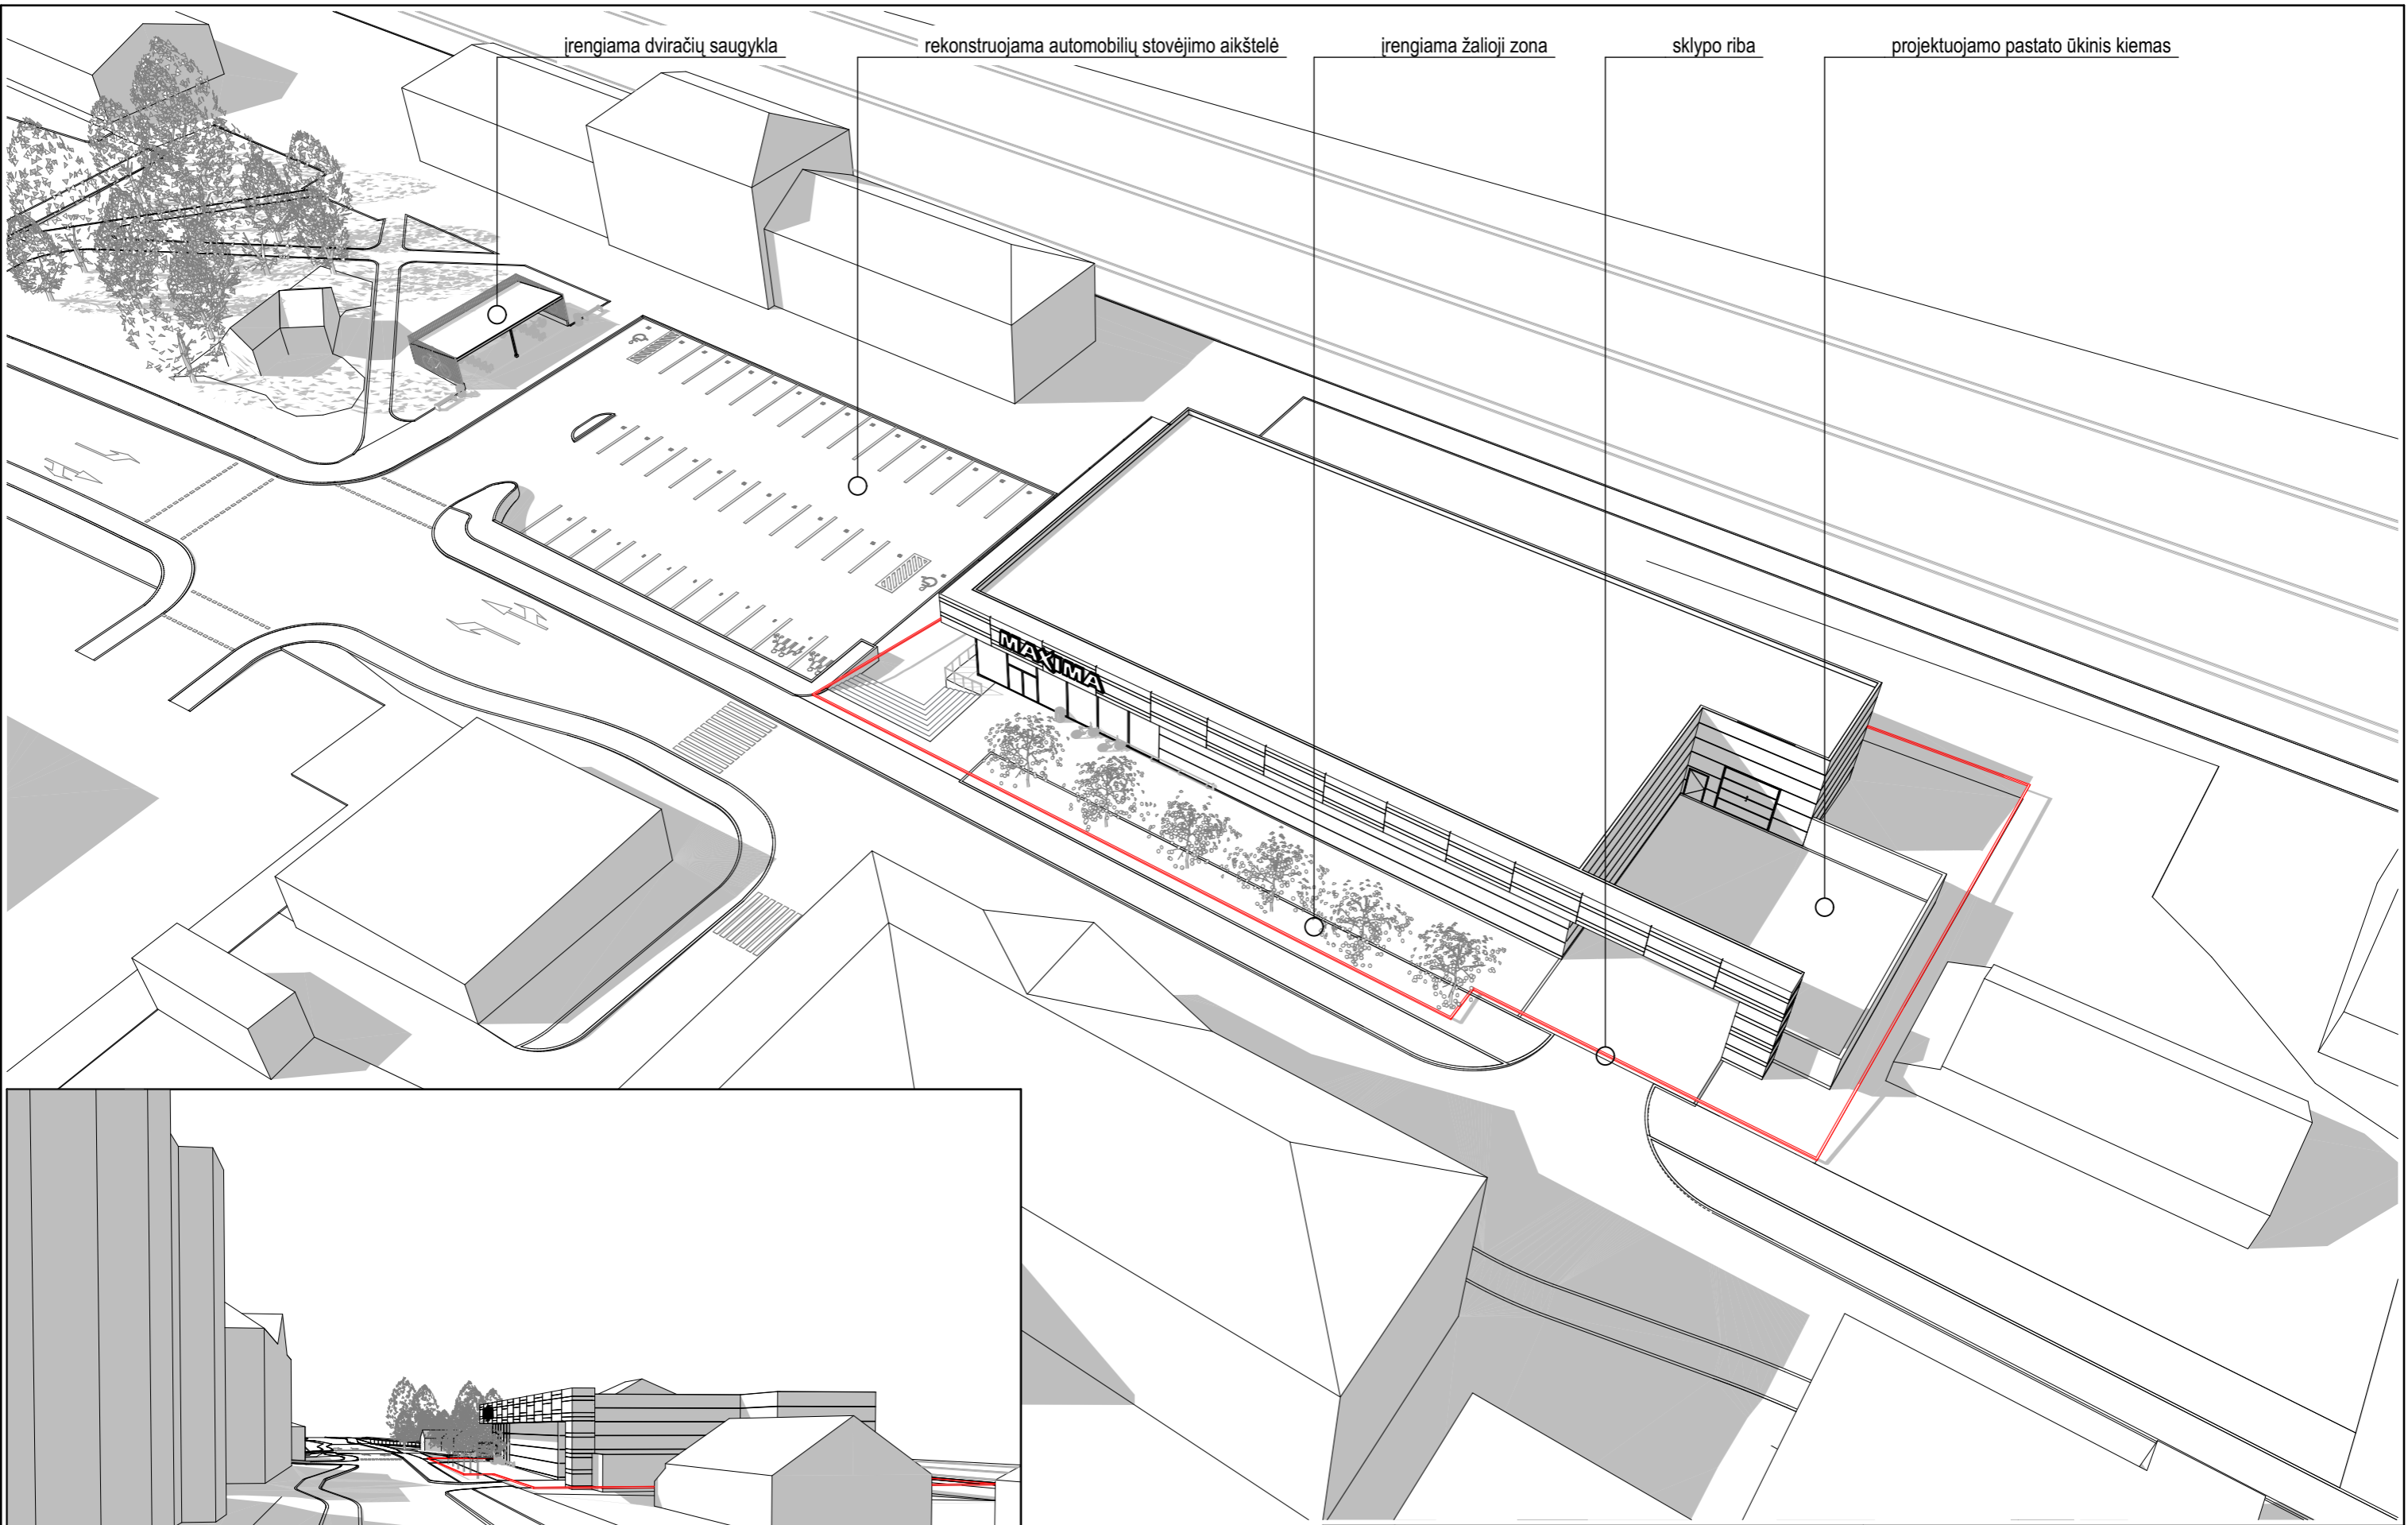 įrengiama dviračių saugykla
rekonstruojama automobilių stovėjimo aikštelė
įrengiama žalioji zona
sklypo riba
projektuojamo pastato ūkinis kiemas
MAXIMA